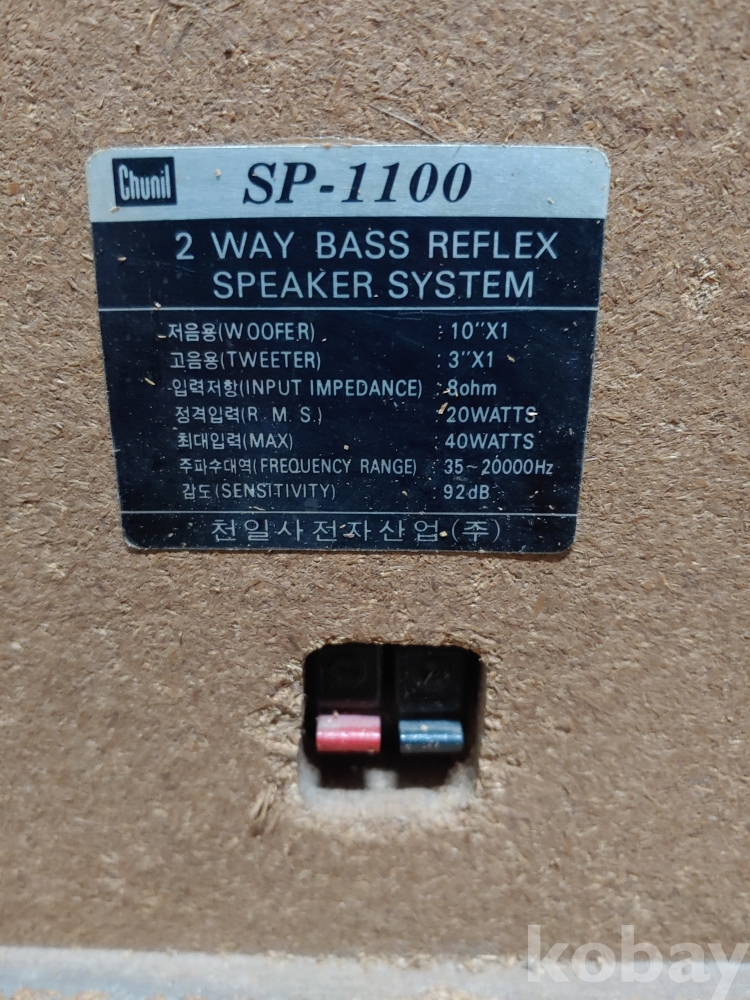 Chunil SP-1100
2 WAY BASS REFLEX
SPEAKER SYSTEM
저음용(WOOFER) : 10"X1
고음용(TWEETER) : 3"X1
입력저항(INPUT IMPEDANCE) : 8ohm
정격입력(R. M. S.) : 20WATTS
최대입력(MAX) : 40WATTS
주파수대역(FREQUENCY RANGE) : 35~20000Hz
감도(SENSITIVITY) : 92dB
천일사전자산업(주)
kobay